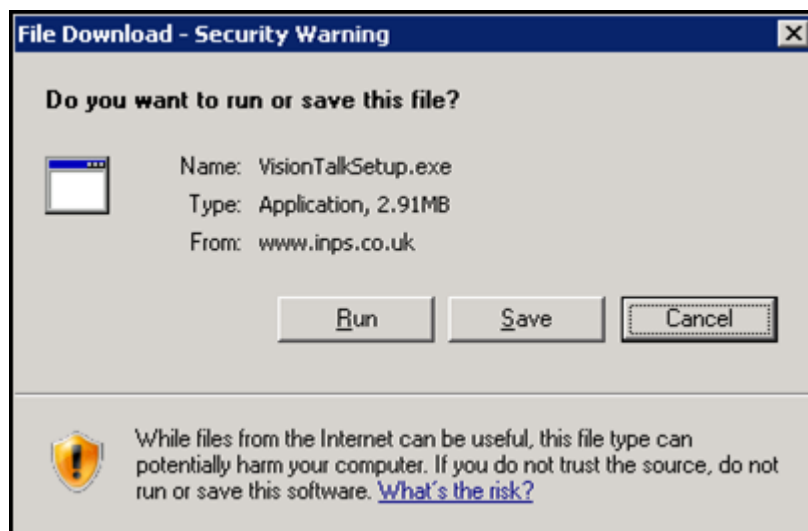 File Download - Security Warning
Do you want to run or save this file?
Name: VisionTalkSetup.exe
Type: Application, 2.91MB
From: www.inps.co.uk
Run Save Cancel
While files from the Internet can be useful, this file type can
potentially harm your computer. If you do not trust the source, do not
run or save this software. What's the risk?